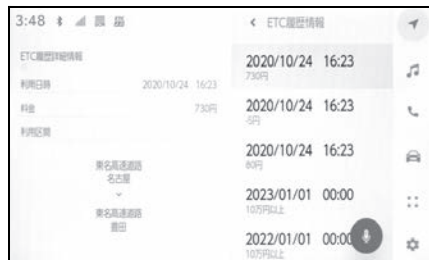 3:48
ETC履歴詳細情報
利用日時 2020/10/24 16:23
料金 730円
利用区間
東名高速道路
名古屋
東名高速道路
豊田
ETC履歴情報
2020/10/24 16:23
730円
2020/10/24 16:23
-5円
2020/10/24 16:23
80円
2023/01/01 00:00
10万円以上
2022/01/01 00:00
10万円以上